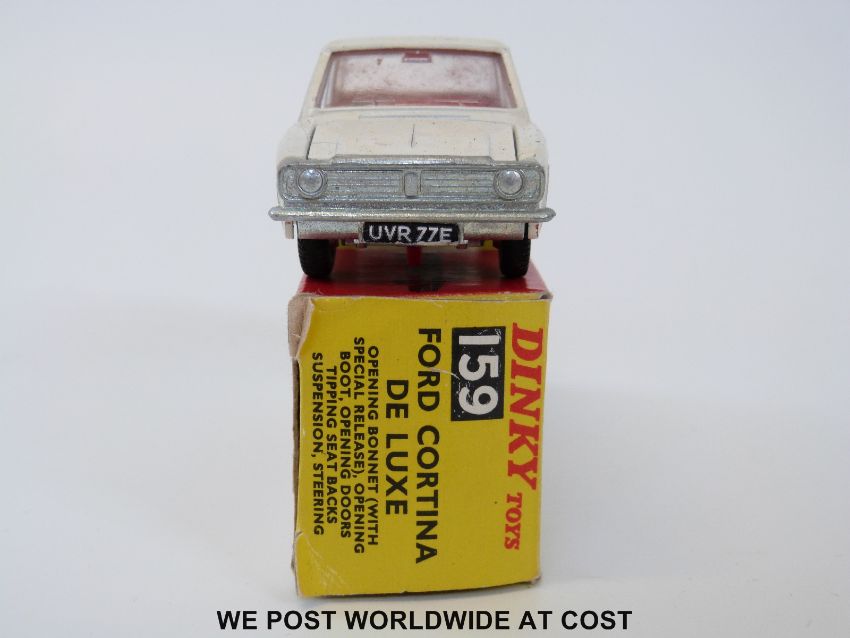 UVR 77E
DINKY TOYS
159
FORD CORTINA
DE LUXE
OPENING BONNET (WITH
SPECIAL RELEASE), OPENING
BOOT, OPENING DOORS
TIPPING SEAT BACKS
SUSPENSION, STEERING
WE POST WORLDWIDE AT COST